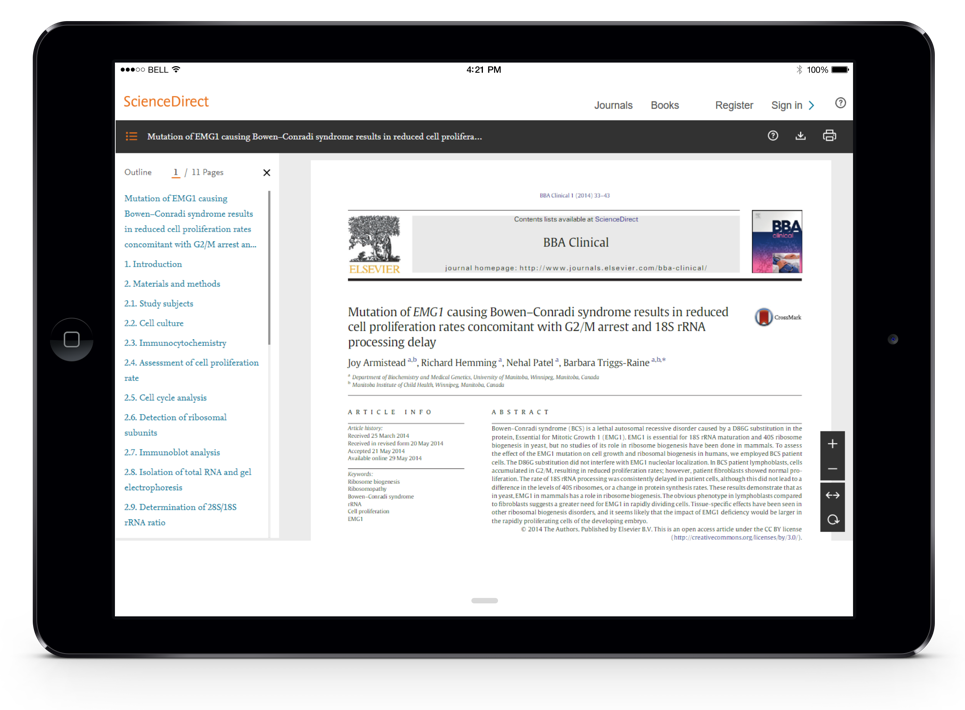 BELL
4:21 PM
100%
ScienceDirect
Journals
Books
Register
Sign in
Mutation of EMG1 causing Bowen–Conradi syndrome results in reduced cell prolifera...
Outline
1 / 11 Pages
Mutation of EMG1 causing
Bowen–Conradi syndrome results
in reduced cell proliferation rates
concomitant with G2/M arrest an...
1. Introduction
2. Materials and methods
2.1. Study subjects
2.2. Cell culture
2.3. Immunocytochemistry
2.4. Assessment of cell proliferation
rate
2.5. Cell cycle analysis
2.6. Detection of ribosomal
subunits
2.7. Immunoblot analysis
2.8. Isolation of total RNA and gel
electrophoresis
2.9. Determination of 28S/18S
rRNA ratio
BBA Clinical 1 (2014) 33–43
ELSEVIER
Contents lists available at ScienceDirect
BBA Clinical
journal homepage: http://www.journals.elsevier.com/bba-clinical/
BBA
CLINICAL
Mutation of EMG1 causing Bowen–Conradi syndrome results in reduced
cell proliferation rates concomitant with G2/M arrest and 18S rRNA
processing delay
CrossMark
Joy Armistead a,b, Richard Hemming a, Nehal Patel a, Barbara Triggs-Raine a,b,*
a Department of Biochemistry and Medical Genetics, University of Manitoba, Winnipeg, Manitoba, Canada
b Manitoba Institute of Child Health, Winnipeg, Manitoba, Canada
ARTICLE INFO
Article history:
Received 25 March 2014
Received in revised form 20 May 2014
Accepted 21 May 2014
Available online 29 May 2014
Keywords:
Ribosome biogenesis
Ribosomopathy
Bowen–Conradi syndrome
rRNA
Cell proliferation
EMG1
ABSTRACT
Bowen–Conradi syndrome (BCS) is a lethal autosomal recessive disorder caused by a D86G substitution in the
protein, Essential for Mitotic Growth 1 (EMG1). EMG1 is essential for 18S rRNA maturation and 40S ribosome
biogenesis in yeast, but no studies of its role in ribosome biogenesis have been done in mammals. To assess
the effect of the EMG1 mutation on cell growth and ribosomal biogenesis in humans, we employed BCS patient
cells. The D86G substitution did not interfere with EMG1 nucleolar localization. In BCS patient lymphoblasts, cells
accumulated in G2/M, resulting in reduced proliferation rates; however, patient fibroblasts showed normal pro-
liferation. The rate of 18S rRNA processing was consistently delayed in patient cells, although this did not lead to a
difference in the levels of 40S ribosomes, or a change in protein synthesis rates. These results demonstrate that as
in yeast, EMG1 in mammals has a role in ribosome biogenesis. The obvious phenotype in lymphoblasts compared
to fibroblasts suggests a greater need for EMG1 in rapidly dividing cells. Tissue-specific effects have been seen in
other ribosomal biogenesis disorders, and it seems likely that the impact of EMG1 deficiency would be larger in
the rapidly proliferating cells of the developing embryo.
© 2014 The Authors. Published by Elsevier B.V. This is an open access article under the CC BY license
(http://creativecommons.org/licenses/by/3.0/).